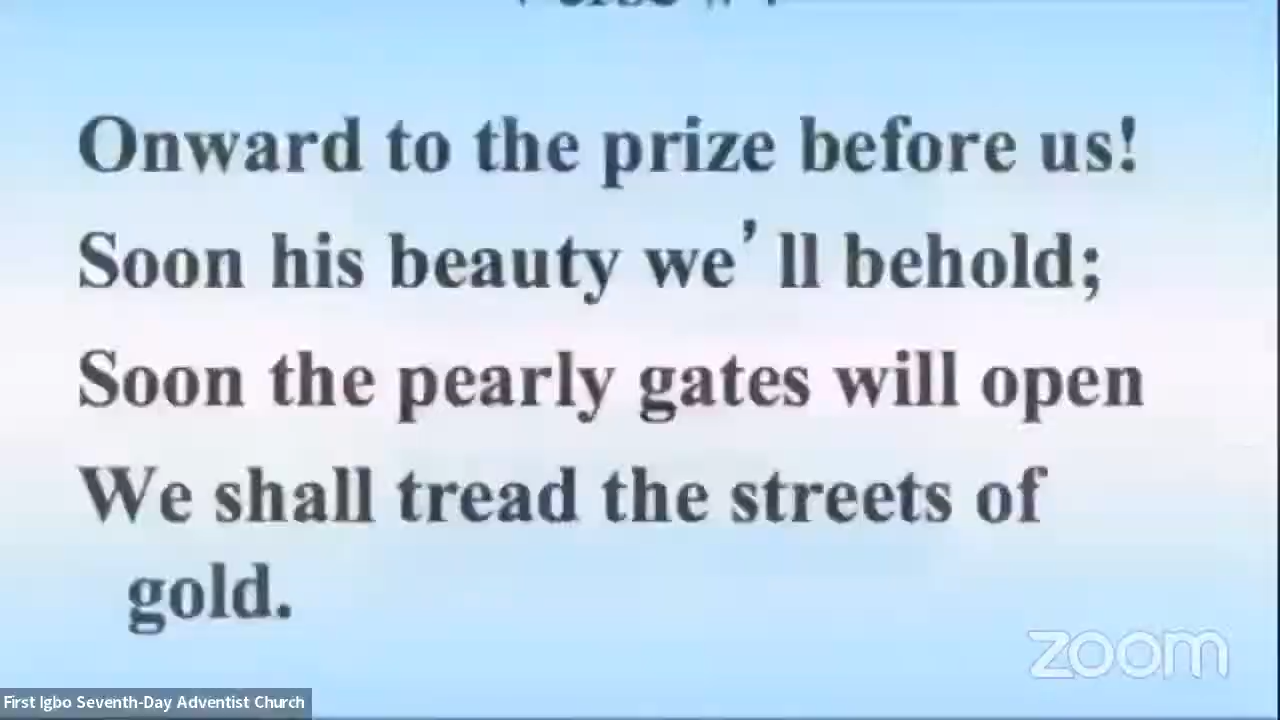 Onward to the prize before us!
Soon his beauty we'll behold;
Soon the pearly gates will open
We shall tread the streets of
gold.
zoom
First Igbo Seventh-Day Adventist Church